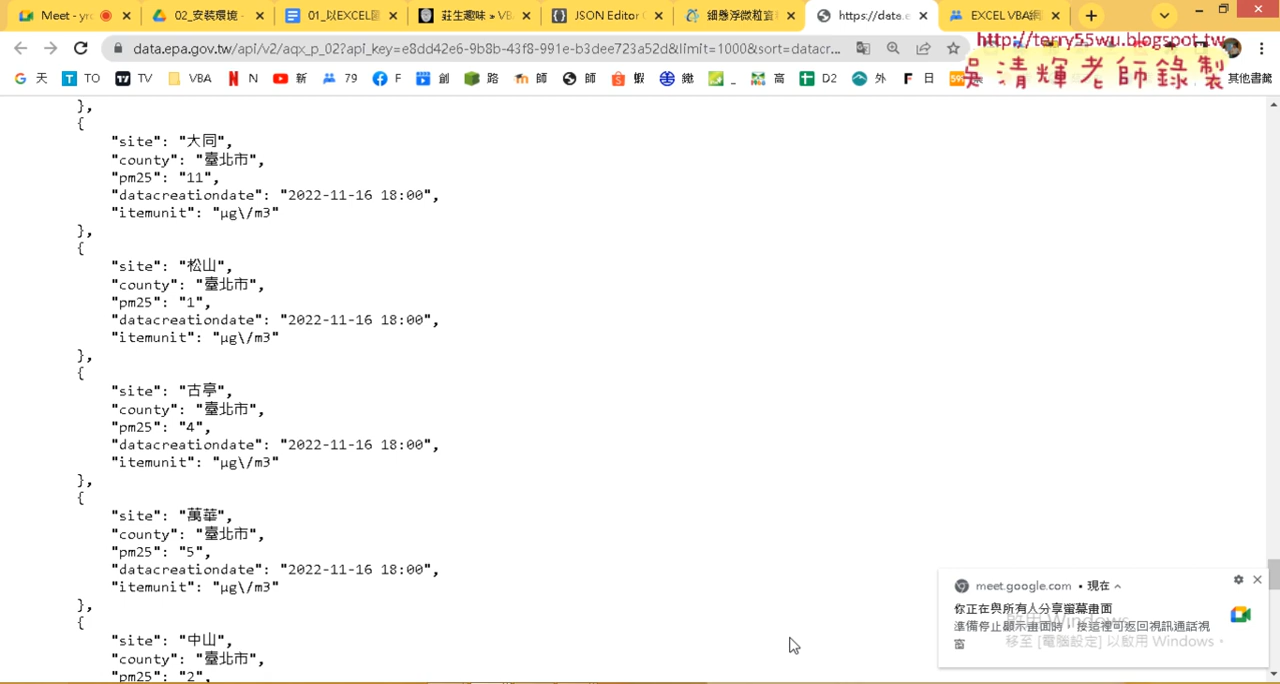 Meet - yr
02_安裝環境 -
01_以EXCEL
莊生趣味 » VB
JSON Editor
細懸浮微粒資
https://data.e
EXCEL VBA網
data.epa.gov.tw/api/v2/aqx_p_02?api_key=e8dd42e6-9b8b-43f8-991e-b3dee723a52d&limit=1000&sort=datacr...
http://terry55wu.blogspot.tw
吳清輝老師錄製
天 TO TV VBA N 新 79 F 創 路 師 師 蝦 _ 高 D2 外 日 其他書籤
},
{
"site": "大同",
"county": "臺北市",
"pm25": "11",
"datacreationdate": "2022-11-16 18:00",
"itemunit": "μg\/m3"
},
{
"site": "松山",
"county": "臺北市",
"pm25": "1",
"datacreationdate": "2022-11-16 18:00",
"itemunit": "μg\/m3"
},
{
"site": "古亭",
"county": "臺北市",
"pm25": "4",
"datacreationdate": "2022-11-16 18:00",
"itemunit": "μg\/m3"
},
{
"site": "萬華",
"county": "臺北市",
"pm25": "5",
"datacreationdate": "2022-11-16 18:00",
"itemunit": "μg\/m3"
},
{
"site": "中山",
"county": "臺北市",
"pm25": "2",
meet.google.com • 現在
你正在與所有人分享螢幕畫面
準備停止顯示畫面時，按這裡可返回視訊通話視
窗
啟用 Windows
移至 [電腦設定] 以啟用 Windows。